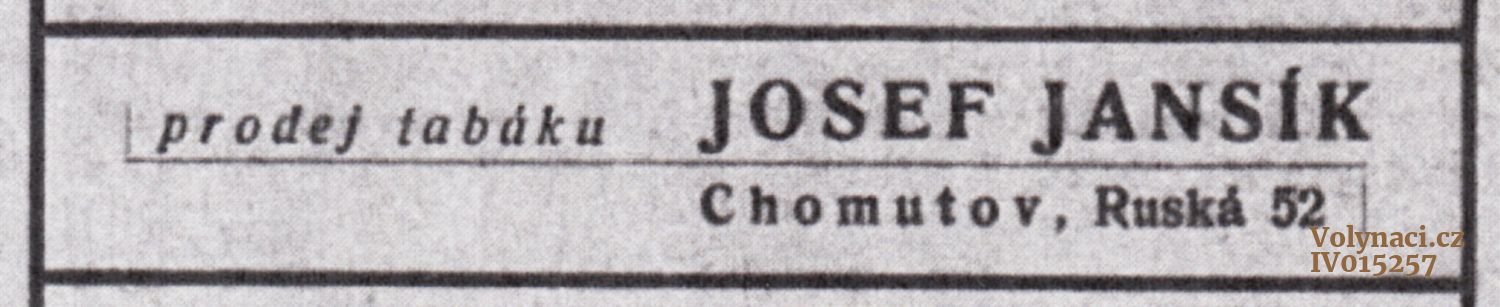 prodej tabáku JOSEF JANSÍK
Chomutov, Ruská 52
Volynaci.cz
IV015257